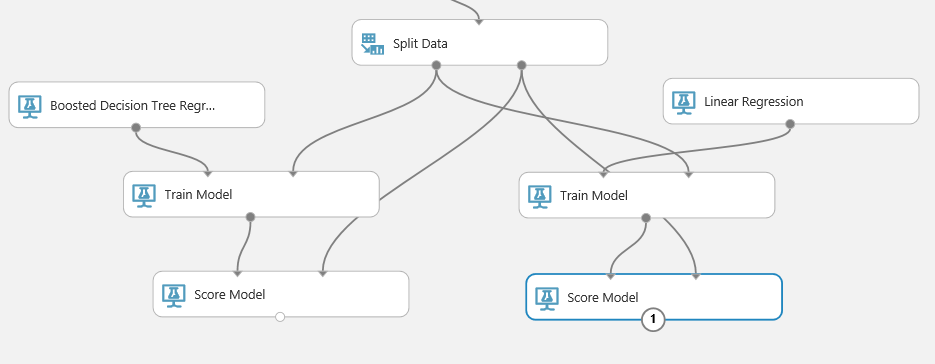 Split Data
Boosted Decision Tree Regr...
Linear Regression
Train Model
Train Model
Score Model
Score Model
1